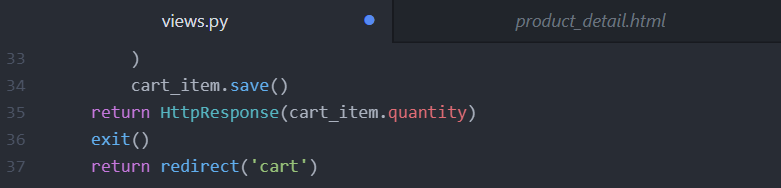 views.py product_detail.html
33 )
34 cart_item.save()
35 return HttpResponse(cart_item.quantity)
36 exit()
37 return redirect('cart')